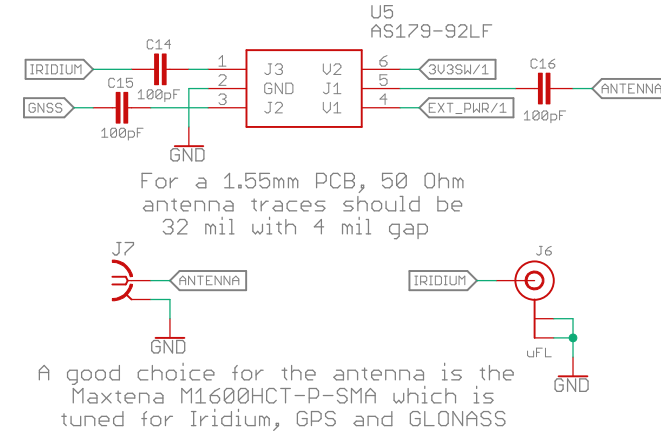 U5
AS179-92LF
C14
IRIDIUM
1
J3
V2
6
3V3SW/1
C16
C15
100pF
2
GND
J1
5
ANTENNA
GNSS
3
J2
V1
4
EXT_PWR/1
100pF
100pF
GND
For a 1.55mm PCB, 50 Ohm
antenna traces should be
32 mil with 4 mil gap
J7
ANTENNA
GND
J6
IRIDIUM
uFL
GND
A good choice for the antenna is the
Maxtena M1600HCT-P-SMA which is
tuned for Iridium, GPS and GLONASS